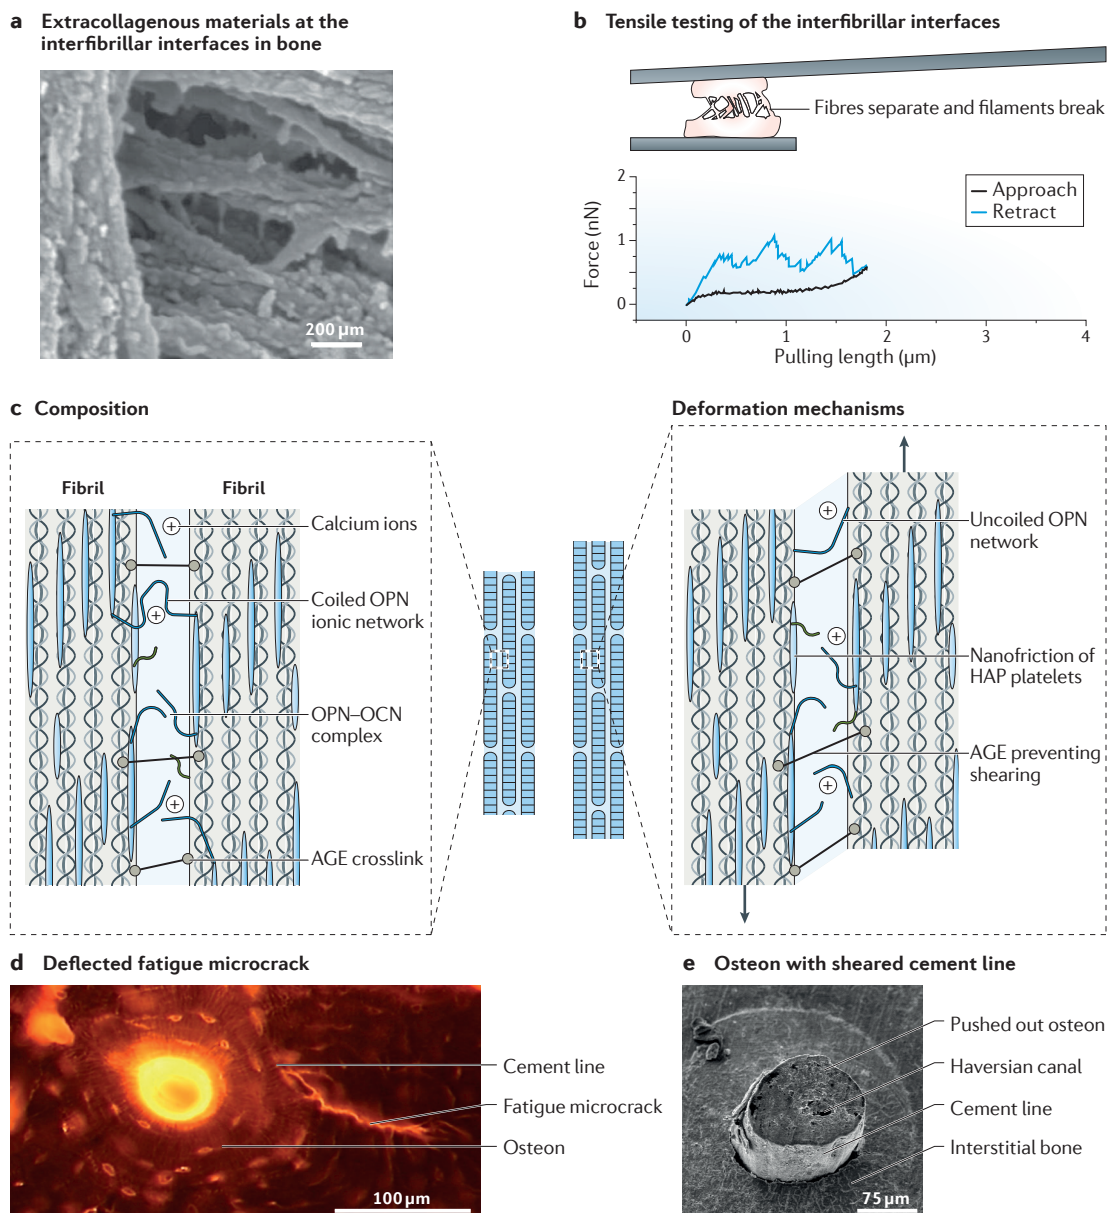 a Extracollagenous materials at the
interfibrillar interfaces in bone
200 µm
b Tensile testing of the interfibrillar interfaces
Fibres separate and filaments break
2
1
0
Force (nN)
Approach
Retract
0 1 2 3 4
Pulling length (µm)
c Composition
Fibril Fibril
+
Calcium ions
Coiled OPN
ionic network
+
OPN–OCN
complex
+
AGE crosslink
Deformation mechanisms
+
Uncoiled OPN
network
+
Nanofriction of
HAP platelets
AGE preventing
shearing
+
d Deflected fatigue microcrack
Cement line
Fatigue microcrack
Osteon
100 µm
e Osteon with sheared cement line
Pushed out osteon
Haversian canal
Cement line
Interstitial bone
75 µm